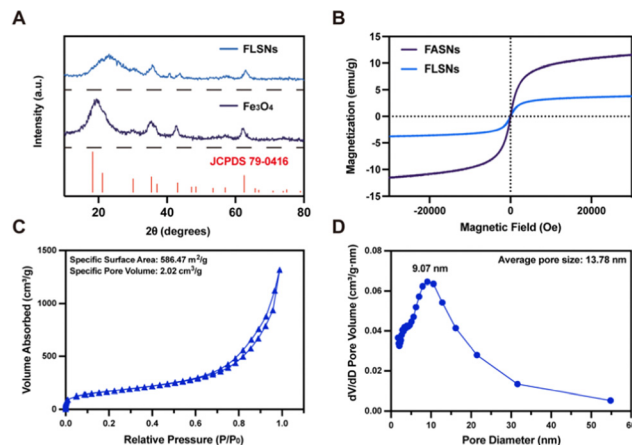 A
FLSNs
Fe₃O₄
JCPDS 79-0416
Intensity (a.u.)
20 40 60 80
2θ (degrees)
B
FASNs
FLSNs
15
10
5
0
-5
-10
-15
Magnetization (emu/g)
-20000 0 20000
Magnetic Field (Oe)
C
Specific Surface Area: 586.47 m²/g
Specific Pore Volume: 2.02 cm³/g
1500
1000
500
0
Volume Absorbed (cm³/g)
0.0 0.2 0.4 0.6 0.8 1.0
Relative Pressure (P/P₀)
D
Average pore size: 13.78 nm
9.07 nm
0.08
0.06
0.04
0.02
0.00
dV/dD Pore Volume (cm³/g·nm)
0 10 20 30 40 50 60
Pore Diameter (nm)